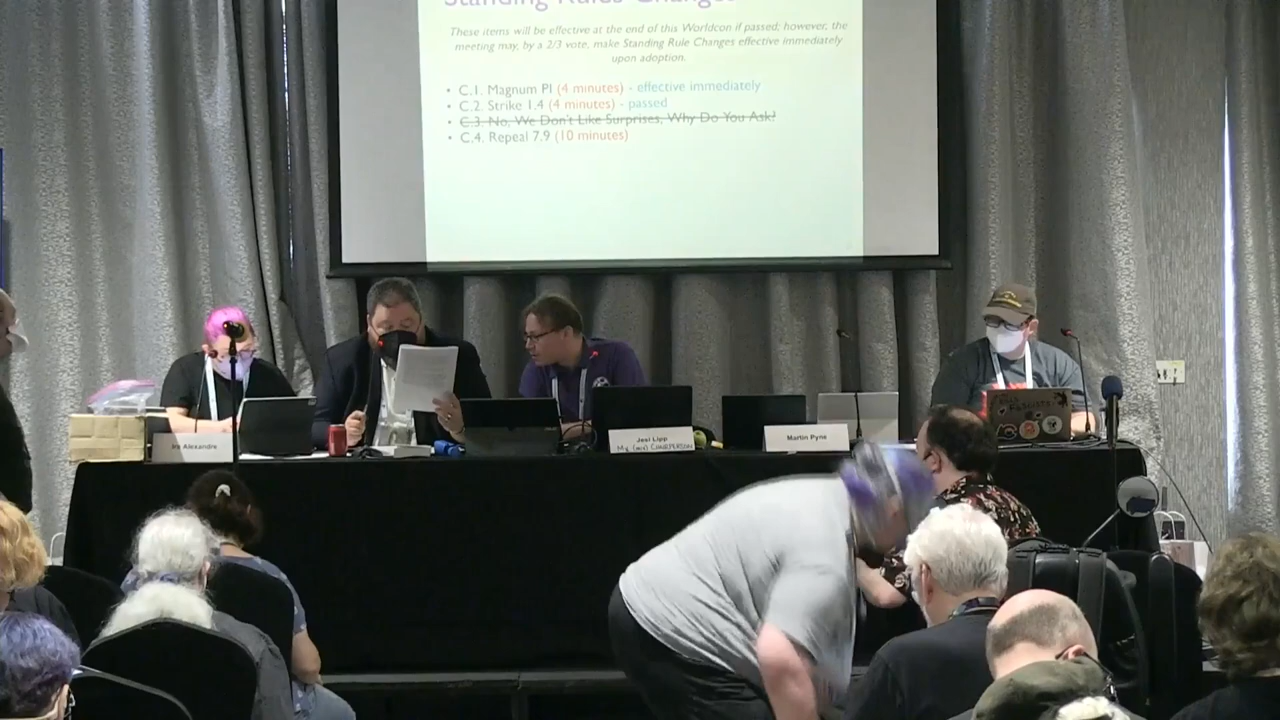 Standing Rules Changes
These items will be effective at the end of this Worldcon if passed; however, the
meeting may, by a 2/3 vote, make Standing Rule Changes effective immediately
upon adoption.
• C.1. Magnum PI (4 minutes) - effective immediately
• C.2. Strike 1.4 (4 minutes) - passed
• C.3. No, We Don't Like Surprises, Why Do You Ask?
• C.4. Repeal 7.9 (10 minutes)
Ira Alexandre
Jesi Lipp
CHAIRPERSON
Martin Pyne